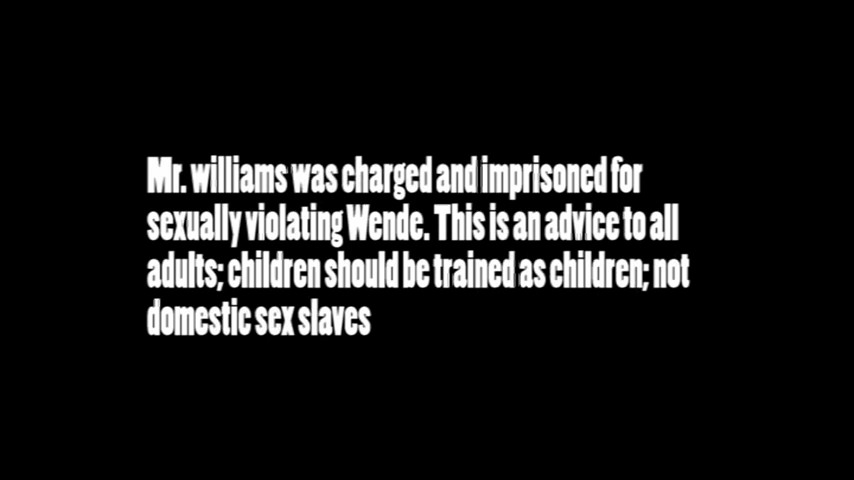 Mr. williams was charged and imprisoned for
sexually violating Wende. This is an advice to all
adults; children should be trained as children; not
domestic sex slaves